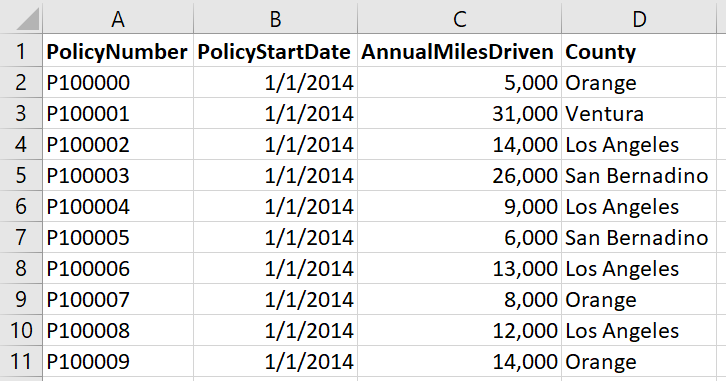 A B C D
1 PolicyNumber PolicyStartDate AnnualMilesDriven County
2 P100000 1/1/2014 5,000 Orange
3 P100001 1/1/2014 31,000 Ventura
4 P100002 1/1/2014 14,000 Los Angeles
5 P100003 1/1/2014 26,000 San Bernadino
6 P100004 1/1/2014 9,000 Los Angeles
7 P100005 1/1/2014 6,000 San Bernadino
8 P100006 1/1/2014 13,000 Los Angeles
9 P100007 1/1/2014 8,000 Orange
10 P100008 1/1/2014 12,000 Los Angeles
11 P100009 1/1/2014 14,000 Orange